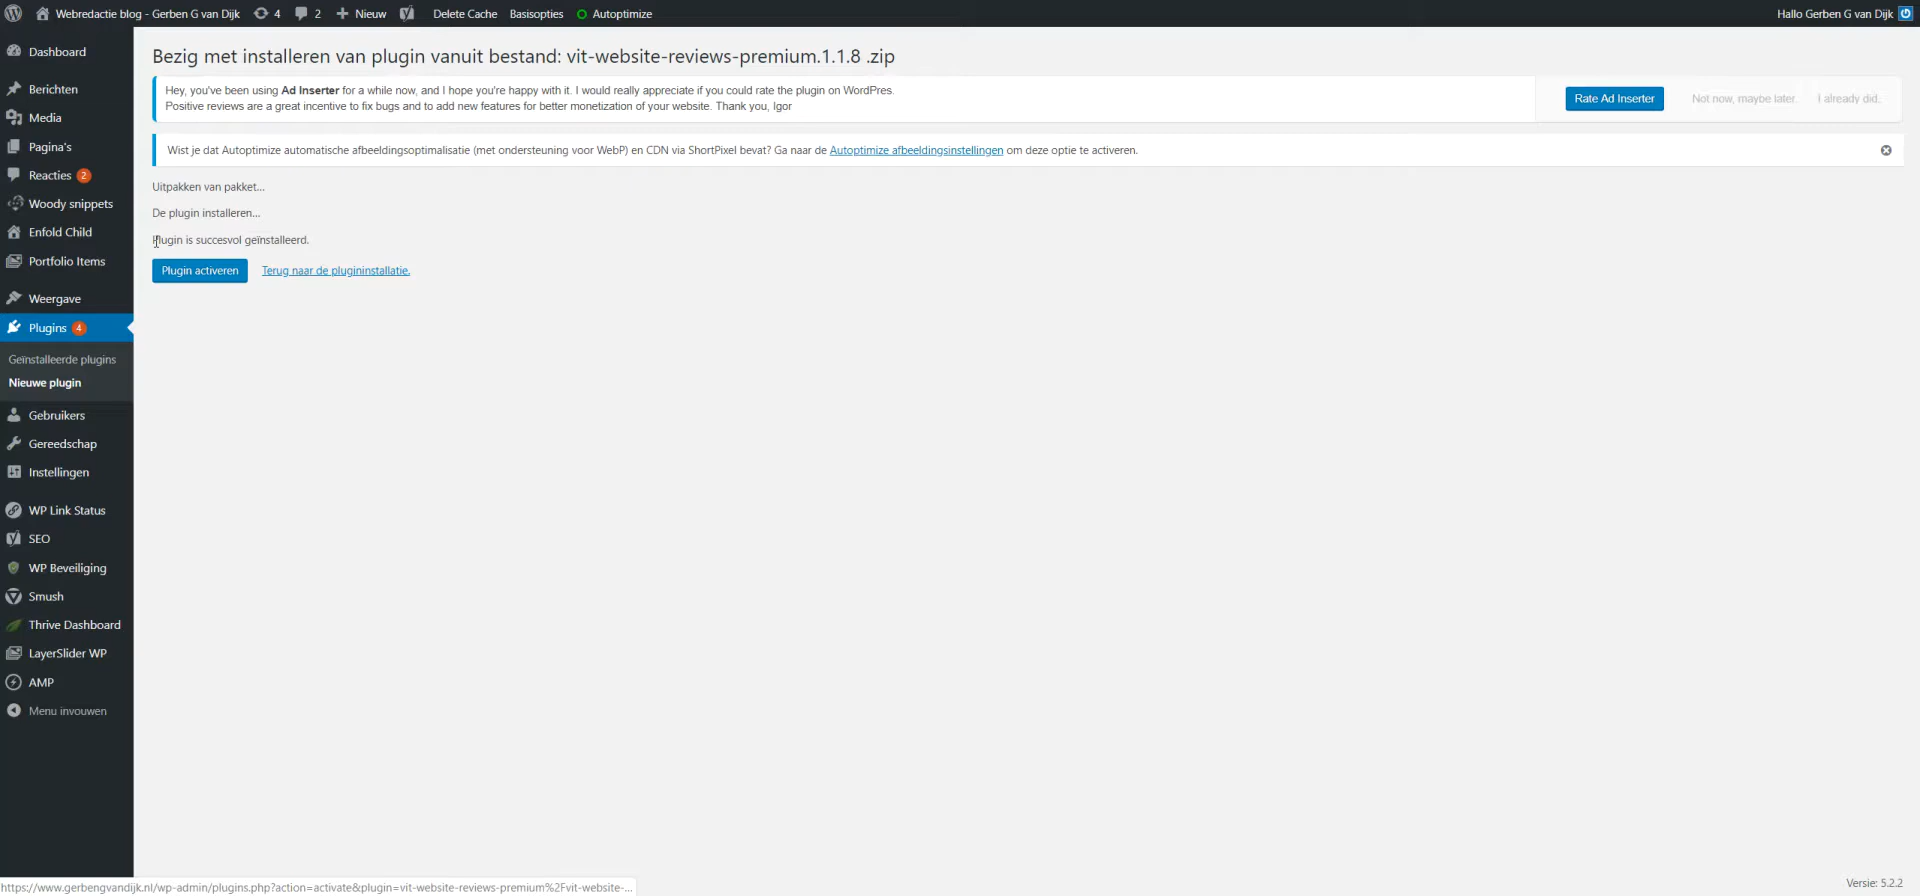 Webredactie blog - Gerben G van Dijk 4 2 Nieuw Delete Cache Basisopties Autoptimize Hallo Gerben G van Dijk
Dashboard
Berichten
Media
Pagina's
Reacties 2
Woody snippets
Enfold Child
Portfolio Items
Weergave
Plugins 4
Geïnstalleerde plugins
Nieuwe plugin
Gebruikers
Gereedschap
Instellingen
WP Link Status
SEO
WP Beveiliging
Smush
Thrive Dashboard
LayerSlider WP
AMP
Menu invouwen
Bezig met installeren van plugin vanuit bestand: vit-website-reviews-premium.1.1.8 .zip
Hey, you've been using Ad Inserter for a while now, and I hope you're happy with it. I would really appreciate if you could rate the plugin on WordPres.
Positive reviews are a great incentive to fix bugs and to add new features for better monetization of your website. Thank you, Igor
Rate Ad Inserter Not now, maybe later. I already did.
Wist je dat Autoptimize automatische afbeeldingsoptimalisatie (met ondersteuning voor WebP) en CDN via ShortPixel bevat? Ga naar de Autoptimize afbeeldingsinstellingen om deze optie te activeren.
Uitpakken van pakket...
De plugin installeren...
Plugin is succesvol geïnstalleerd.
Plugin activeren Terug naar de plugininstallatie.
https://www.gerbengvandijk.nl/wp-admin/plugins.php?action=activate&plugin=vit-website-reviews-premium%2Fvit-website-...
Versie: 5.2.2